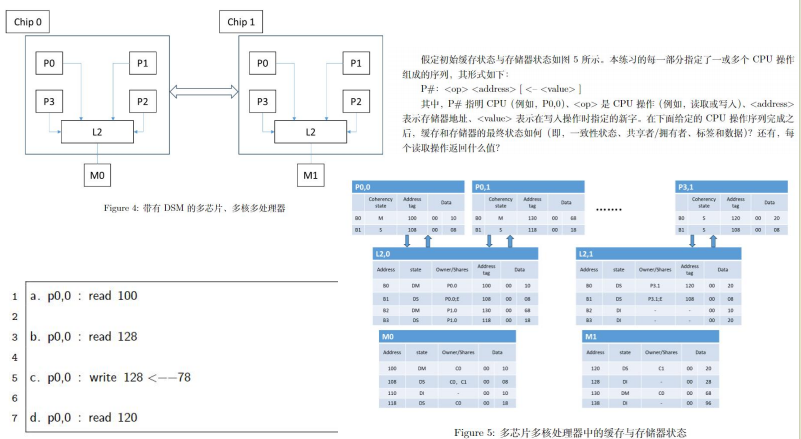 Chip 0
Chip 1
P0
P1
P0
P1
P3
P2
P3
P2
L2
L2
M0
M1
Figure 4: 带有 DSM 的多芯片、多核多处理器
假定初始缓存状态与存储器状态如图 5 所示。本练习的每一部分指定了一或多个 CPU 操作
组成的序列，其形式如下：
P#: <op> <address> [ <– <value> ]
其中，P# 指明 CPU（例如，P0,0）、<op> 是 CPU 操作（例如，读取或写入）、<address>
表示存储器地址、<value> 表示在写入操作时指定的新字。在下面给定的 CPU 操作序列完成之
后，缓存和存储器的最终状态如何（即，一致性状态、共享者/拥有者、标签和数据）？还有，每
个读取操作返回什么值？
1 a. p0,0 : read 100
2
3 b. p0,0 : read 128
4
5 c. p0,0 : write 128 <——78
6
7 d. p0,0 : read 120
P0,0
Coherency state Address tag Data
B0 M 100 00 10
B1 S 108 00 08
P0,1
Coherency state Address tag Data
B0 M 130 00 68
B1 S 118 00 18
.......
P3,1
Coherency state Address tag Data
B0 S 120 00 20
B1 S 108 00 08
L2,0
Address state Owner/Shares Address tag Data
B0 DM P0.0 100 00 10
B1 DS P0.0;E 108 00 08
B2 DM P1.0 130 00 68
B3 DS P1.0 118 00 18
L2,1
Address state Owner/Shares Address tag Data
B0 DS P3.1 120 00 20
B1 DS P3.1;E 108 00 08
B2 DI - - 00 10
B3 DI - - 00 20
M0
Address state Owner/Shares Data
100 DM C0 00 10
108 DS C0, C1 00 08
110 DI - 00 10
118 DS C0 00 18
M1
Address state Owner/Shares Data
120 DS C1 00 20
128 DI - 00 28
130 DM C0 00 68
138 DI - 00 96
Figure 5: 多芯片多核处理器中的缓存与存储器状态